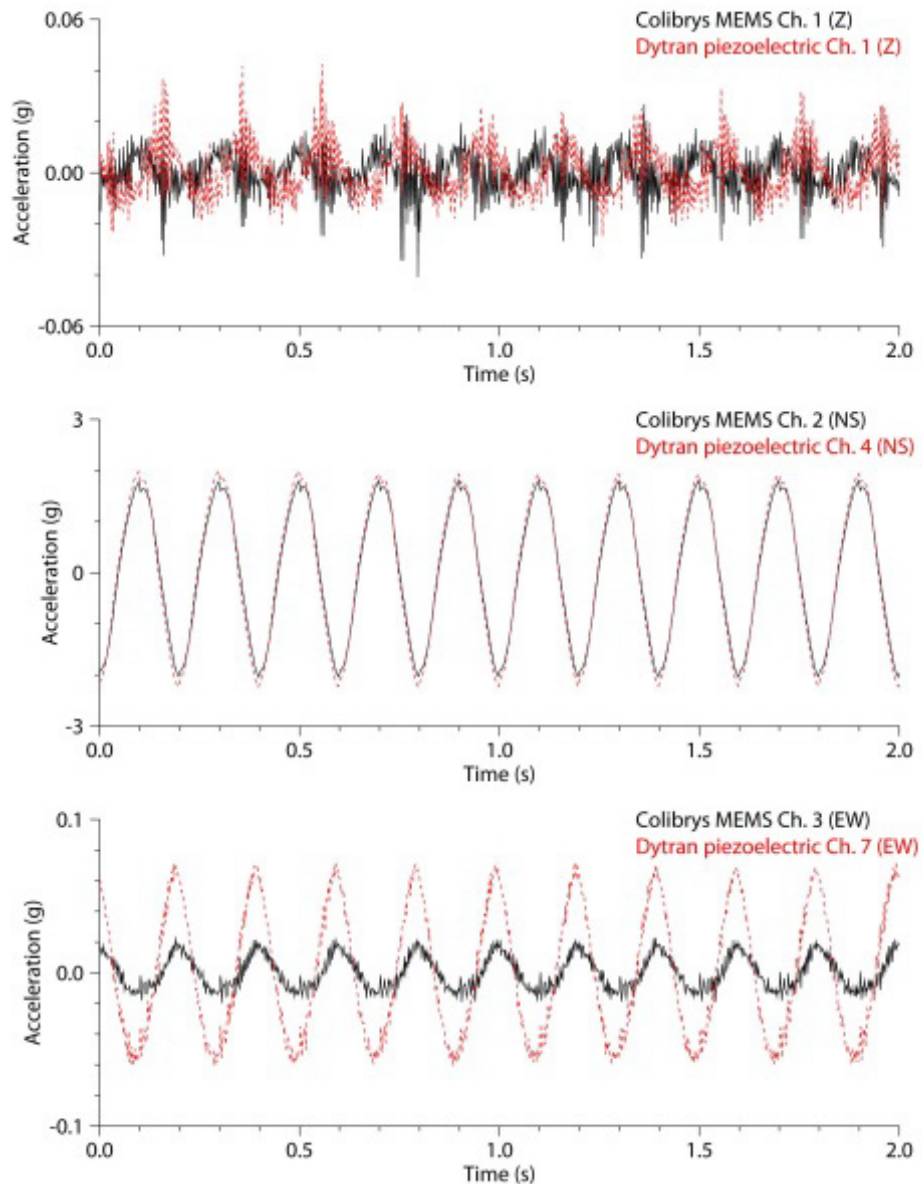 0.06
Colibrys MEMS Ch. 1 (Z)
Dytran piezoelectric Ch. 1 (Z)
Acceleration (g)
0.00
-0.06
0.0 0.5 1.0 1.5 2.0
Time (s)
3
Colibrys MEMS Ch. 2 (NS)
Dytran piezoelectric Ch. 4 (NS)
Acceleration (g)
0
-3
0.0 0.5 1.0 1.5 2.0
Time (s)
0.1
Colibrys MEMS Ch. 3 (EW)
Dytran piezoelectric Ch. 7 (EW)
Acceleration (g)
0.0
-0.1
0.0 0.5 1.0 1.5 2.0
Time (s)